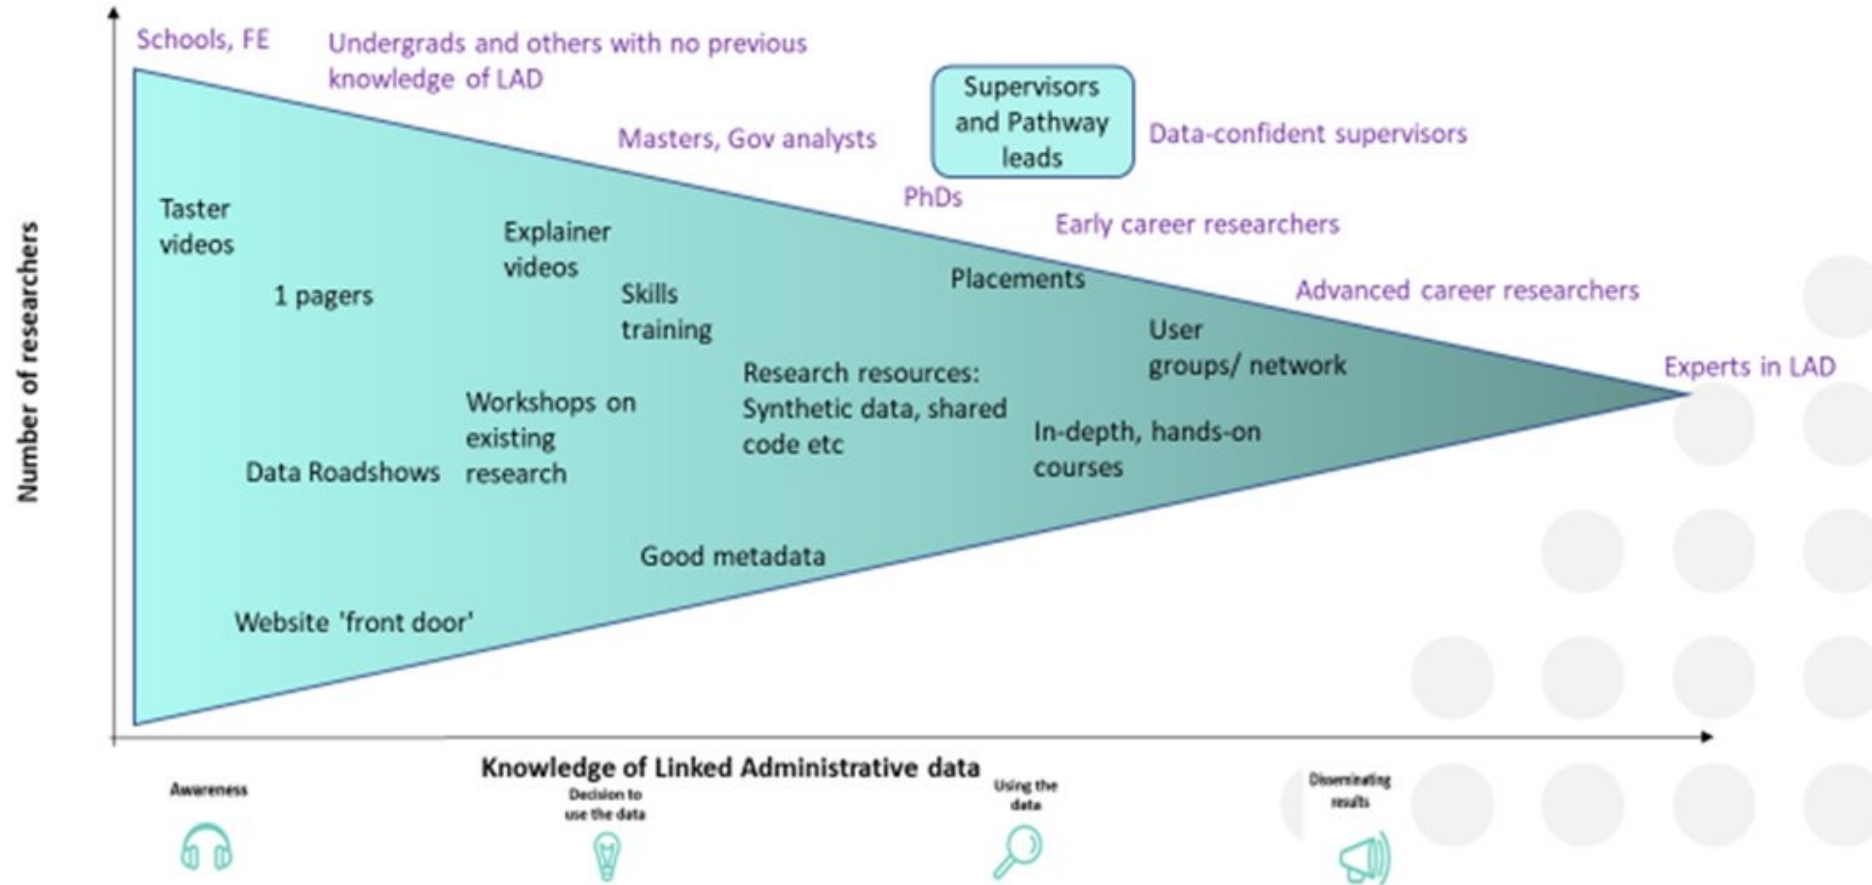 Schools, FE
Undergrads and others with no previous
knowledge of LAD
Supervisors
and Pathway
leads
Masters, Gov analysts
Data-confident supervisors
PhDs
Early career researchers
Advanced career researchers
Experts in LAD
Number of researchers
Taster
videos
1 pagers
Explainer
videos
Skills
training
Placements
User
groups/ network
Research resources:
Synthetic data, shared
code etc
Workshops on
existing
research
In-depth, hands-on
courses
Data Roadshows
Good metadata
Website 'front door'
Knowledge of Linked Administrative data
Awareness
Decision to
use the data
Using the
data
Disseminating
results